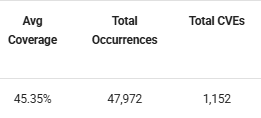 Avg Coverage
Total Occurrences
Total CVEs
45.35%
47,972
1,152